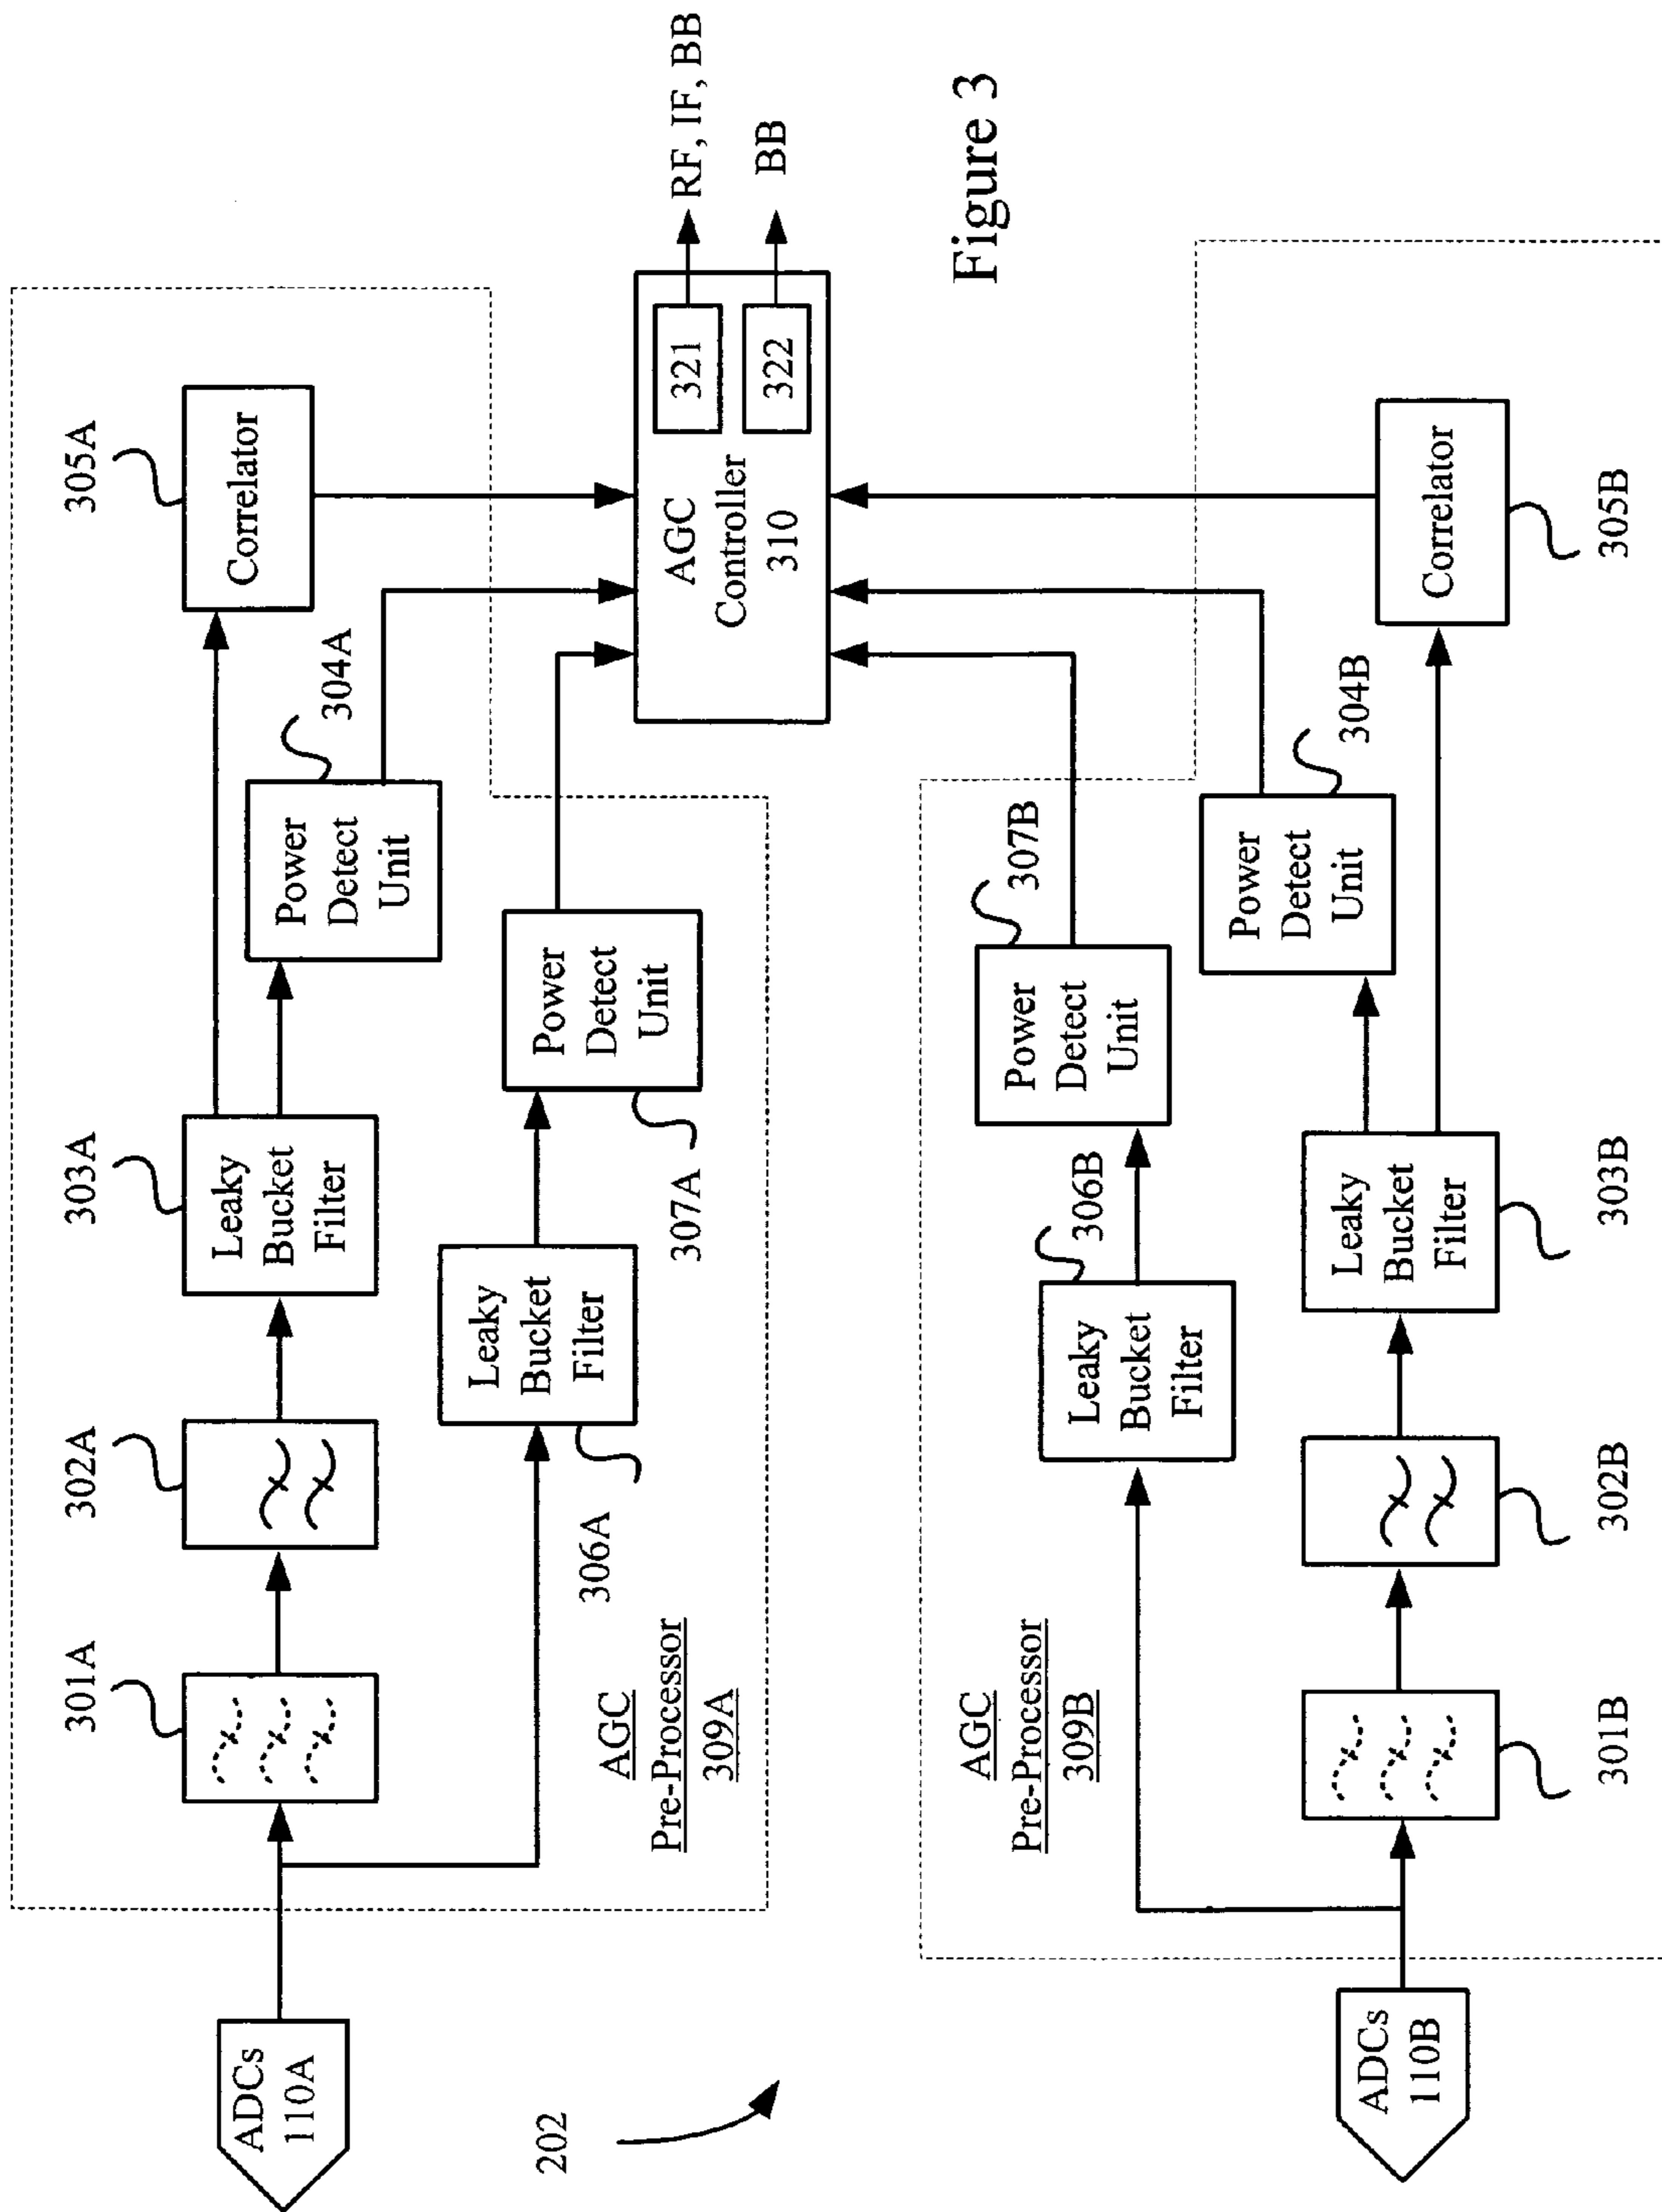 301A
302A
303A
305A
Correlator
Leaky
Bucket
Filter
304A
Power
Detect
Unit
ADCs
110A
306A
Leaky
Bucket
Filter
307A
Power
Detect
Unit
AGC
Pre-Processor
309A
202
AGC
Controller
310
321
322
RF, IF, BB
BB
Figure 3
AGC
Pre-Processor
309B
306B
Leaky
Bucket
Filter
307B
Power
Detect
Unit
304B
Power
Detect
Unit
ADCs
110B
Leaky
Bucket
Filter
Correlator
301B
302B
303B
305B